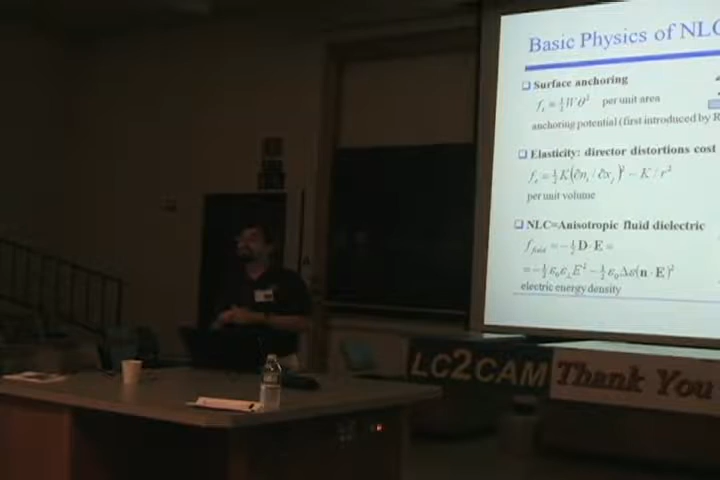 Basic Physics of NLC
❑ Surface anchoring
f_s = ½Wθ² per unit area
anchoring potential (first introduced by R
❑ Elasticity: director distortions cost
f_e = ½K(∂n_i / ∂x_j)² ~ K / r²
per unit volume
❑ NLC=Anisotropic fluid dielectric
f_field = −½D·E =
= −½ε₀ε⊥E² − ½ε₀Δε(n·E)²
electric energy density
LC2CAM
Thank You